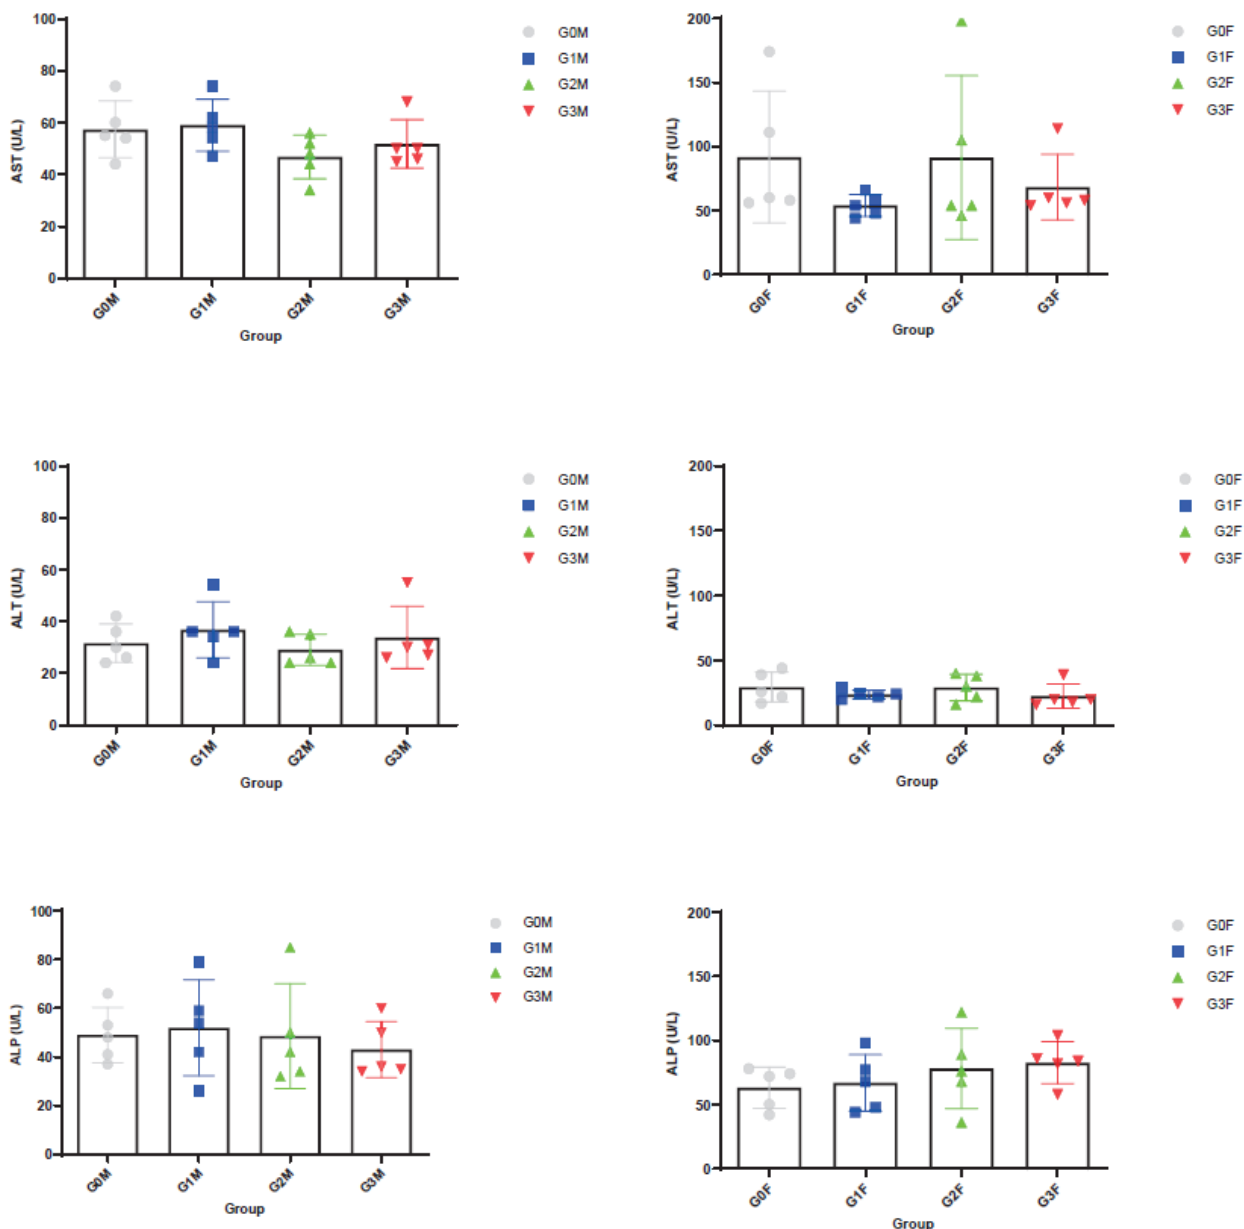 AST (U/L)
100
80
60
40
20
0
G0M
G1M
G2M
G3M
Group
G0M
G1M
G2M
G3M
AST (U/L)
200
150
100
50
0
G0F
G1F
G2F
G3F
Group
G0F
G1F
G2F
G3F
ALT (U/L)
100
80
60
40
20
0
G0M
G1M
G2M
G3M
Group
G0M
G1M
G2M
G3M
ALT (U/L)
200
150
100
50
0
G0F
G1F
G2F
G3F
Group
G0F
G1F
G2F
G3F
ALP (U/L)
100
80
60
40
20
0
G0M
G1M
G2M
G3M
Group
G0M
G1M
G2M
G3M
ALP (U/L)
200
150
100
50
0
G0F
G1F
G2F
G3F
Group
G0F
G1F
G2F
G3F